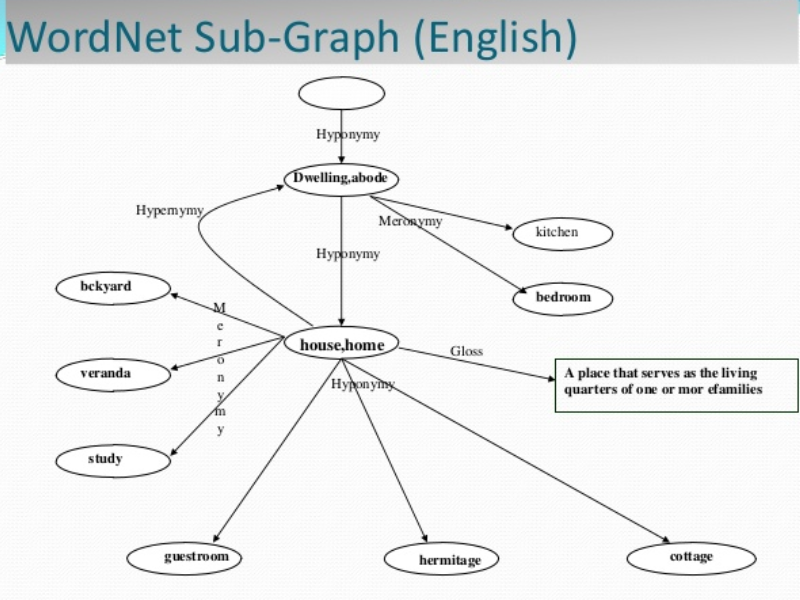 WordNet Sub-Graph (English)
Hyponymy
Dwelling,abode
Hypernymy
Meronymy
kitchen
Hyponymy
bckyard
bedroom
Meronymy
house,home
Gloss
veranda
A place that serves as the living
quarters of one or mor efamilies
Hyponymy
study
guestroom
hermitage
cottage